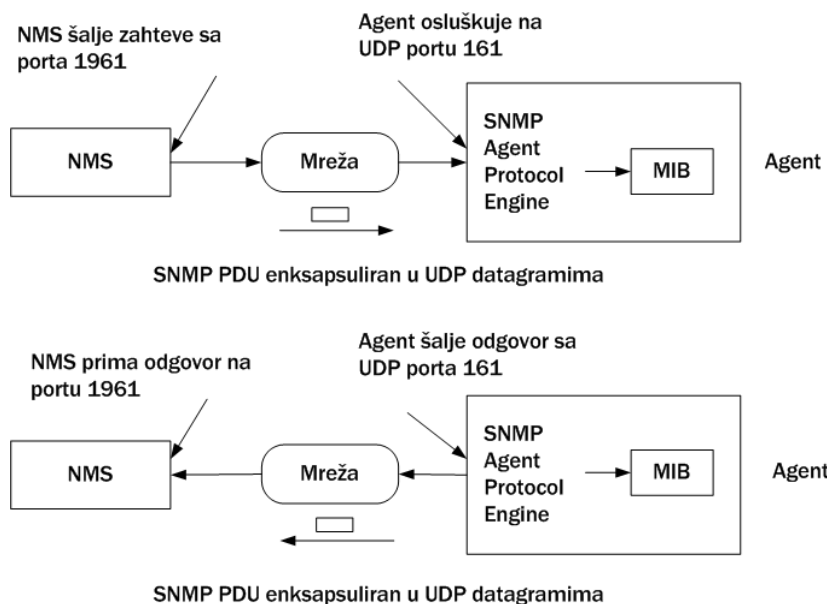 NMS šalje zahteve sa
porta 1961
Agent osluškuje na
UDP portu 161
NMS
Mreža
SNMP
Agent
Protocol
Engine
MIB
Agent
SNMP PDU enksapsuliran u UDP datagramima
NMS prima odgovor na
portu 1961
Agent šalje odgovor sa
UDP porta 161
NMS
Mreža
SNMP
Agent
Protocol
Engine
MIB
Agent
SNMP PDU enksapsuliran u UDP datagramima